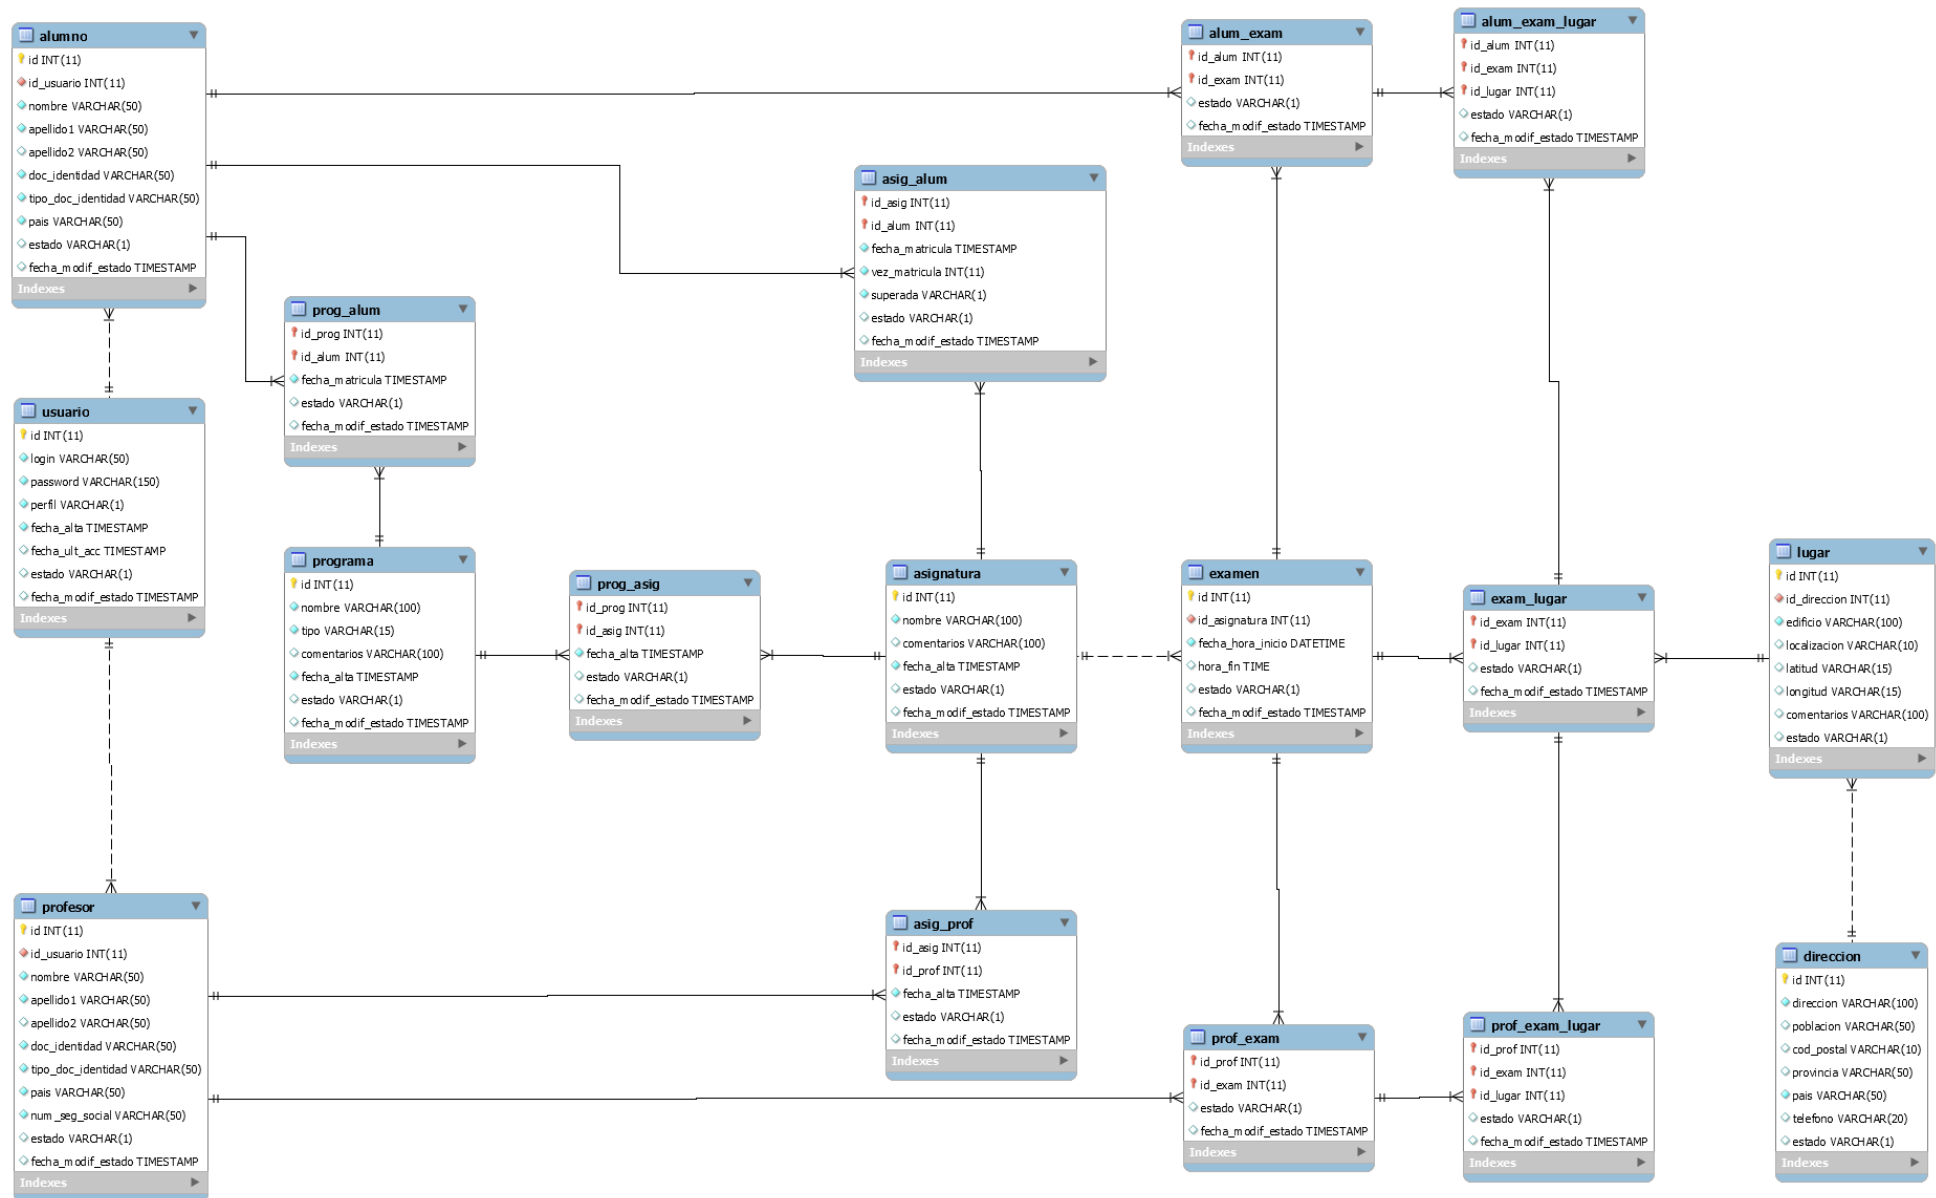 alumno
id INT(11)
id_usuario INT(11)
nombre VARCHAR(50)
apellido1 VARCHAR(50)
apellido2 VARCHAR(50)
doc_identidad VARCHAR(50)
tipo_doc_identidad VARCHAR(50)
pais VARCHAR(50)
estado VARCHAR(1)
fecha_modif_estado TIMESTAMP
Indexes
alum_exam
id_alum INT(11)
id_exam INT(11)
estado VARCHAR(1)
fecha_modif_estado TIMESTAMP
Indexes
alum_exam_lugar
id_alum INT(11)
id_exam INT(11)
id_lugar INT(11)
estado VARCHAR(1)
fecha_modif_estado TIMESTAMP
Indexes
asig_alum
id_asig INT(11)
id_alum INT(11)
fecha_matricula TIMESTAMP
vez_matricula INT(11)
superada VARCHAR(1)
estado VARCHAR(1)
fecha_modif_estado TIMESTAMP
Indexes
prog_alum
id_prog INT(11)
id_alum INT(11)
fecha_matricula TIMESTAMP
estado VARCHAR(1)
fecha_modif_estado TIMESTAMP
Indexes
usuario
id INT(11)
login VARCHAR(50)
password VARCHAR(150)
perfil VARCHAR(1)
fecha_alta TIMESTAMP
fecha_ult_acc TIMESTAMP
estado VARCHAR(1)
fecha_modif_estado TIMESTAMP
Indexes
programa
id INT(11)
nombre VARCHAR(100)
tipo VARCHAR(15)
comentarios VARCHAR(100)
fecha_alta TIMESTAMP
estado VARCHAR(1)
fecha_modif_estado TIMESTAMP
Indexes
prog_asig
id_prog INT(11)
id_asig INT(11)
fecha_alta TIMESTAMP
estado VARCHAR(1)
fecha_modif_estado TIMESTAMP
Indexes
asignatura
id INT(11)
nombre VARCHAR(100)
comentarios VARCHAR(100)
fecha_alta TIMESTAMP
estado VARCHAR(1)
fecha_modif_estado TIMESTAMP
Indexes
examen
id INT(11)
id_asignatura INT(11)
fecha_hora_inicio DATETIME
hora_fin TIME
estado VARCHAR(1)
fecha_modif_estado TIMESTAMP
Indexes
exam_lugar
id_exam INT(11)
id_lugar INT(11)
estado VARCHAR(1)
fecha_modif_estado TIMESTAMP
Indexes
lugar
id INT(11)
id_direccion INT(11)
edificio VARCHAR(100)
localizacion VARCHAR(10)
latitud VARCHAR(15)
longitud VARCHAR(15)
comentarios VARCHAR(100)
estado VARCHAR(1)
Indexes
profesor
id INT(11)
id_usuario INT(11)
nombre VARCHAR(50)
apellido1 VARCHAR(50)
apellido2 VARCHAR(50)
doc_identidad VARCHAR(50)
tipo_doc_identidad VARCHAR(50)
pais VARCHAR(50)
num_seg_social VARCHAR(50)
estado VARCHAR(1)
fecha_modif_estado TIMESTAMP
Indexes
asig_prof
id_asig INT(11)
id_prof INT(11)
fecha_alta TIMESTAMP
estado VARCHAR(1)
fecha_modif_estado TIMESTAMP
Indexes
prof_exam
id_prof INT(11)
id_exam INT(11)
estado VARCHAR(1)
fecha_modif_estado TIMESTAMP
Indexes
prof_exam_lugar
id_prof INT(11)
id_exam INT(11)
id_lugar INT(11)
estado VARCHAR(1)
fecha_modif_estado TIMESTAMP
Indexes
direccion
id INT(11)
direccion VARCHAR(100)
poblacion VARCHAR(50)
cod_postal VARCHAR(10)
provincia VARCHAR(50)
pais VARCHAR(50)
telefono VARCHAR(20)
estado VARCHAR(1)
Indexes